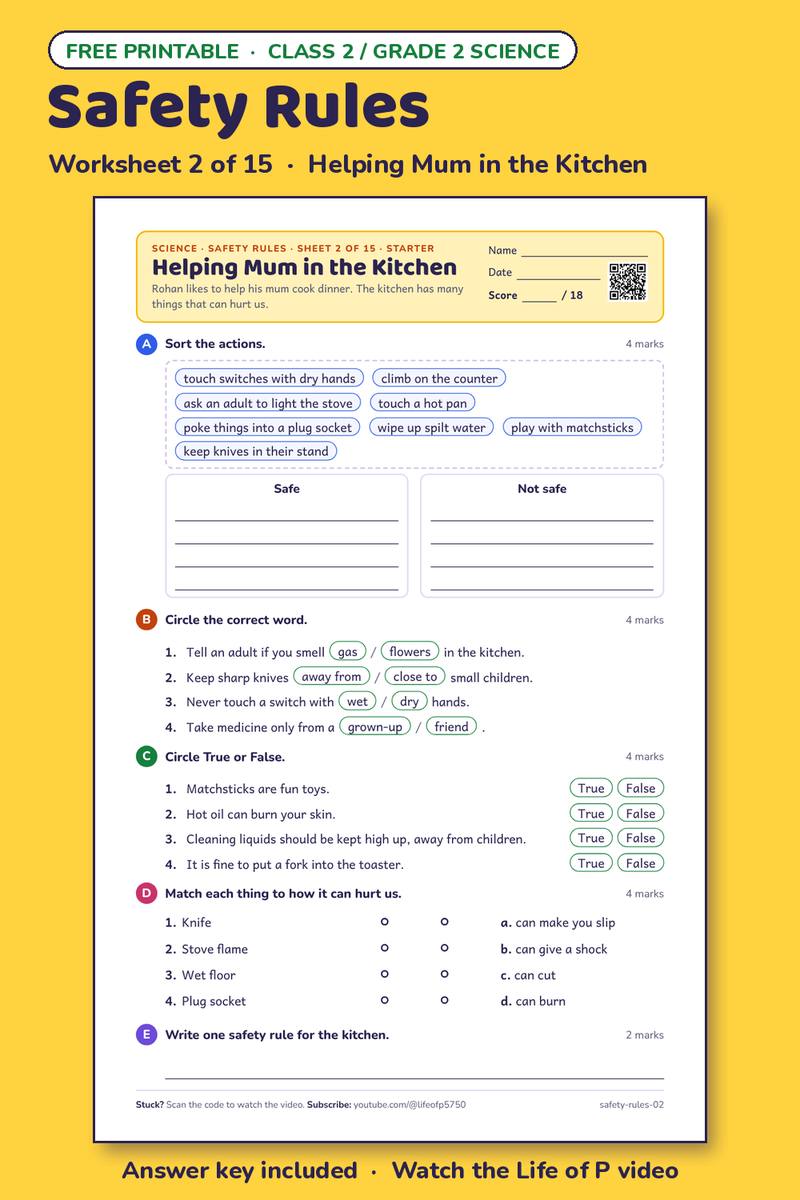 FREE PRINTABLE · CLASS 2 / GRADE 2 SCIENCE
Safety Rules
Worksheet 2 of 15 · Helping Mum in the Kitchen
SCIENCE · SAFETY RULES · SHEET 2 OF 15 · STARTER
Helping Mum in the Kitchen
Rohan likes to help his mum cook dinner. The kitchen has many
things that can hurt us.
Name
Date
Score / 18
A Sort the actions. 4 marks
touch switches with dry hands climb on the counter
ask an adult to light the stove touch a hot pan
poke things into a plug socket wipe up spilt water play with matchsticks
keep knives in their stand
Safe Not safe
B Circle the correct word. 4 marks
1. Tell an adult if you smell gas / flowers in the kitchen.
2. Keep sharp knives away from / close to small children.
3. Never touch a switch with wet / dry hands.
4. Take medicine only from a grown-up / friend .
C Circle True or False. 4 marks
1. Matchsticks are fun toys. True False
2. Hot oil can burn your skin. True False
3. Cleaning liquids should be kept high up, away from children. True False
4. It is fine to put a fork into the toaster. True False
D Match each thing to how it can hurt us. 4 marks
1. Knife a. can make you slip
2. Stove flame b. can give a shock
3. Wet floor c. can cut
4. Plug socket d. can burn
E Write one safety rule for the kitchen. 2 marks
Stuck? Scan the code to watch the video. Subscribe: youtube.com/@lifeofp5750 safety-rules-02
Answer key included · Watch the Life of P video